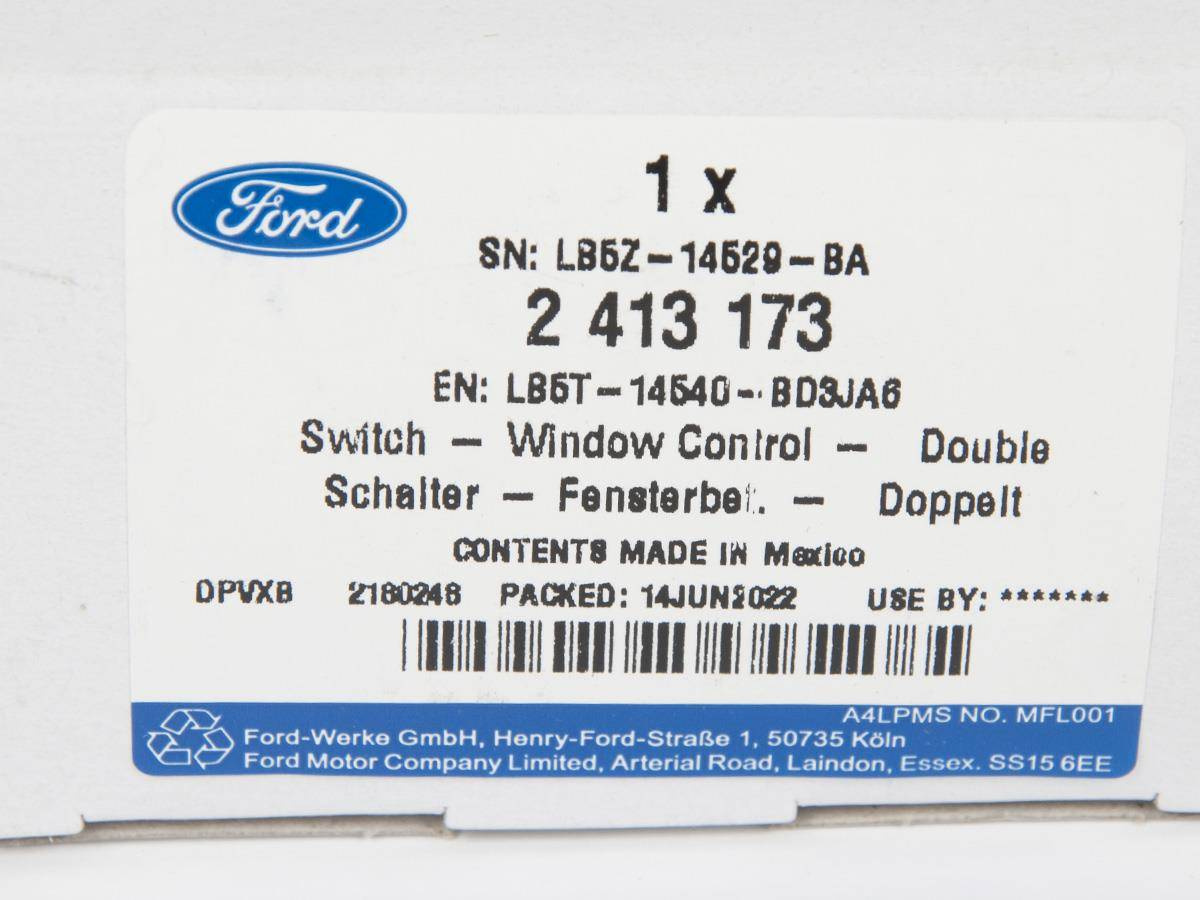 Ford
1 x
SN: LB5Z-14529-BA
2 413 173
EN: LB5T-14540-BD3JA6
Switch - Window Control - Double
Schalter - Fensterbet. - Doppelt
CONTENTS MADE IN Mexico
DPVXB 2180248 PACKED: 14JUN2022 USE BY: *******
A4LPMS NO. MFL001
Ford-Werke GmbH, Henry-Ford-Straße 1, 50735 Köln
Ford Motor Company Limited, Arterial Road, Laindon, Essex. SS15 6EE